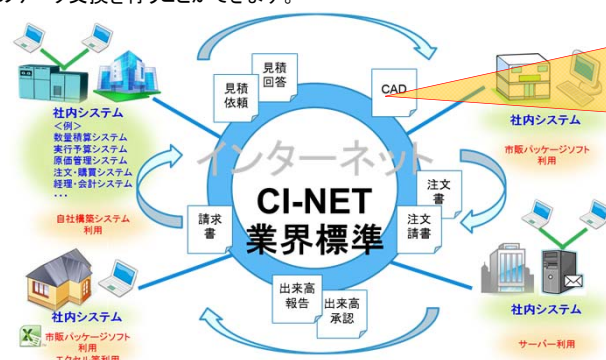 のデータ交換を行うことができます。
見積
回答
見積
依頼
CAD
社内システム
<例>
数量積算システム
実行予算システム
原価管理システム
注文・購買システム
経理・会計システム
・・・
自社構築システム
利用
社内システム
市販パッケージソフト
利用
インターネット
CI-NET
業界標準
注文
書
注文
請書
請求
書
出来高
報告
出来高
承認
社内システム
市販パッケージソフト
利用
エクセル等利用
社内システム
サーバー利用